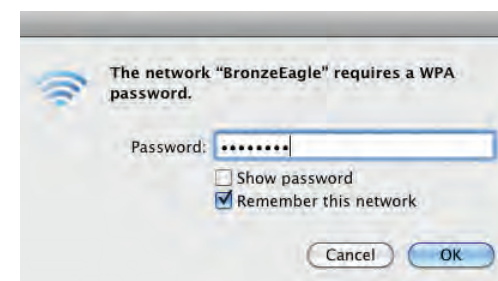 The network “BronzeEagle” requires a WPA
password.
Password: ••••••••
Show password
Remember this network
Cancel OK